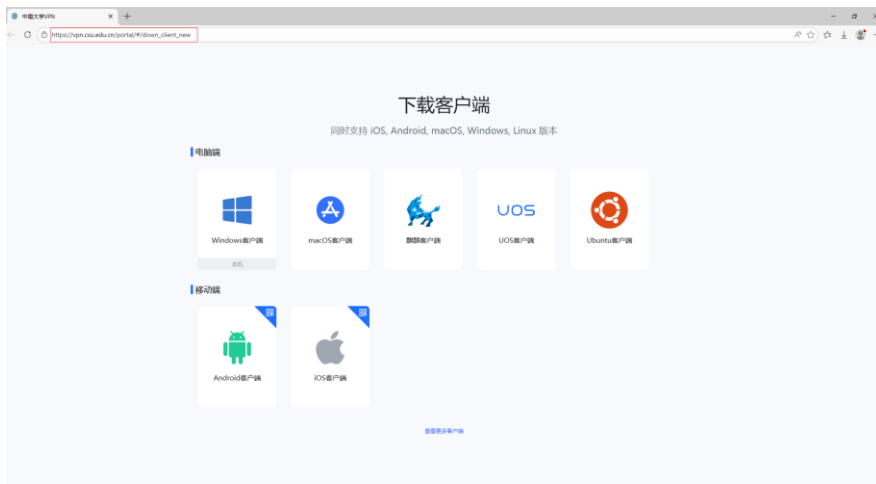 中南大学VPN
https://vpn.csu.edu.cn/portal/#/down_client_new
下载客户端
同时支持 iOS, Android, macOS, Windows, Linux 版本
电脑端
UOS
Windows客户端 macOS客户端 麒麟客户端 UOS客户端 Ubuntu客户端
本机
移动端
Android客户端 iOS客户端
查看更多客户端